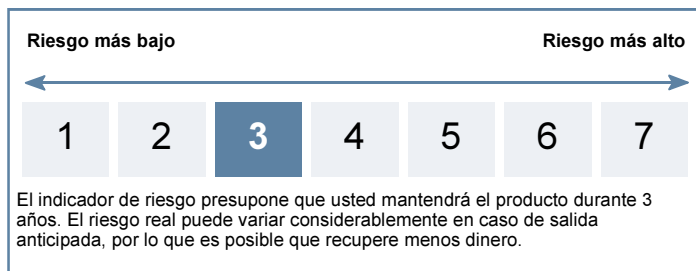 Riesgo más bajo Riesgo más alto
1 2 3 4 5 6 7
El indicador de riesgo presupone que usted mantendrá el producto durante 3
años. El riesgo real puede variar considerablemente en caso de salida
anticipada, por lo que es posible que recupere menos dinero.